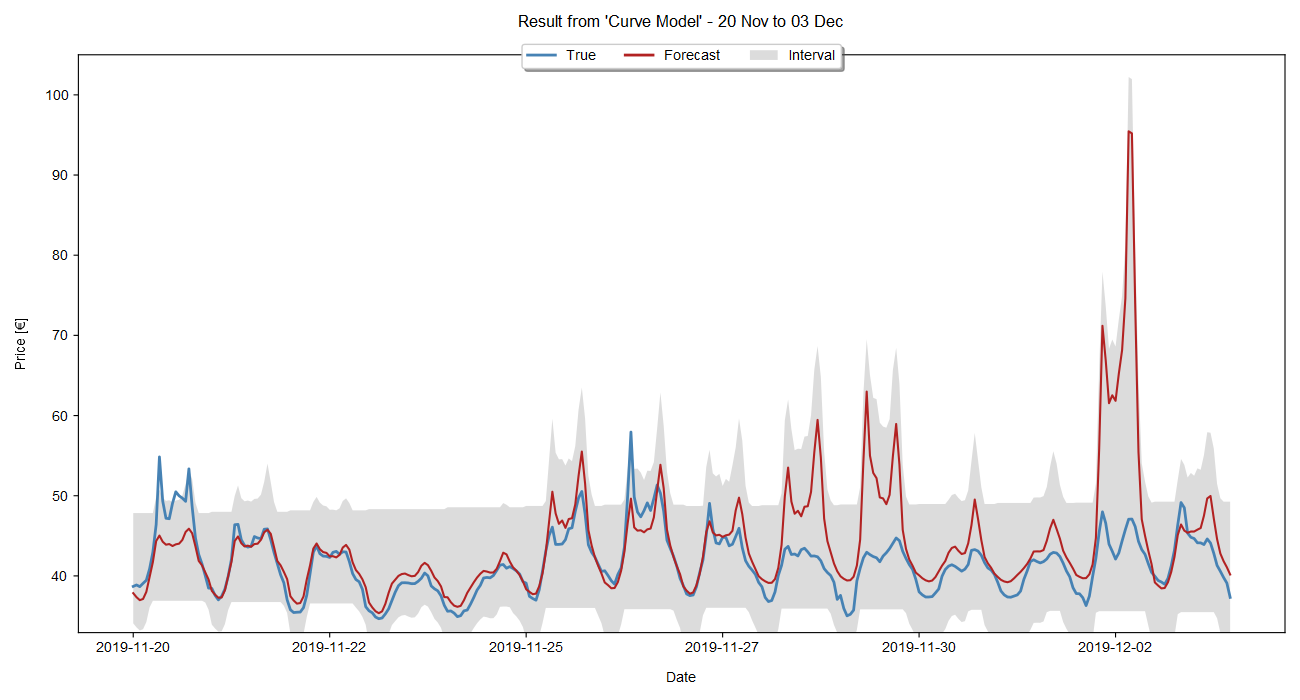 Result from 'Curve Model' - 20 Nov to 03 Dec
True Forecast Interval
100
90
80
70
60
50
40
Price [€]
2019-11-20 2019-11-22 2019-11-25 2019-11-27 2019-11-30 2019-12-02
Date